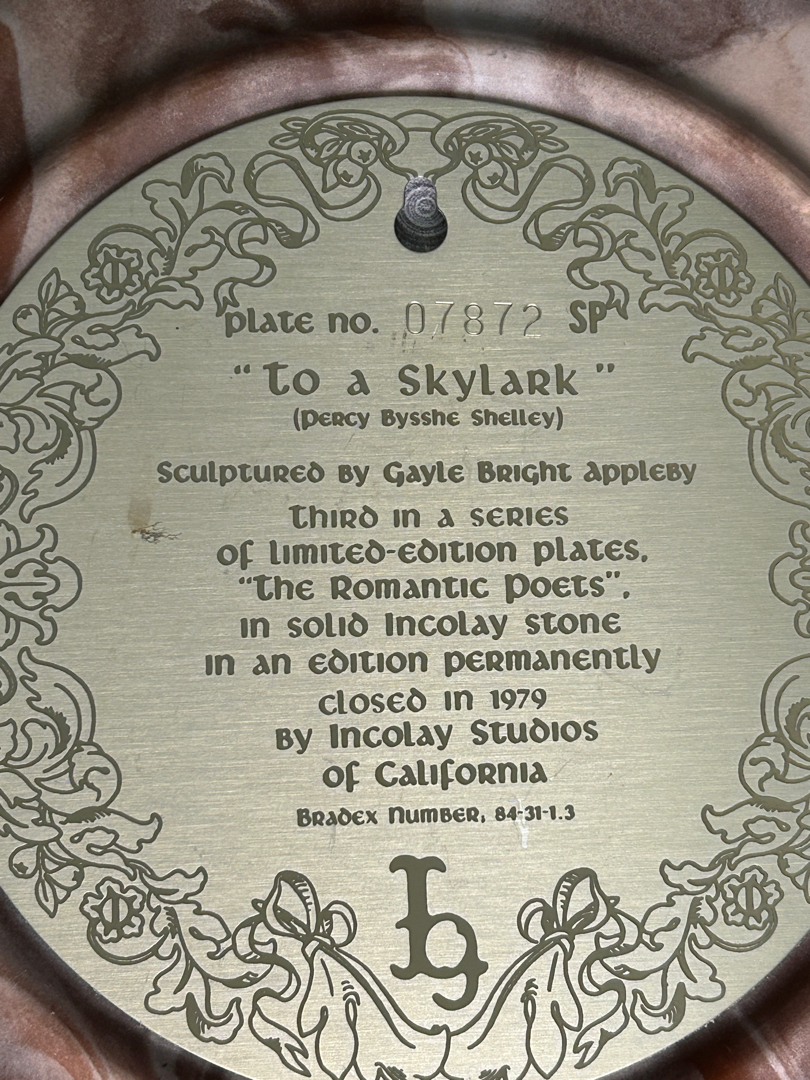 plate no. 07872 SP
"To a Skylark"
(Percy Bysshe Shelley)
Sculptured by Gayle Bright Appleby
Third in a series
of limited-edition plates,
"The Romantic Poets",
in solid Incolay stone
in an edition permanently
closed in 1979
by Incolay Studios
of California
Bradex Number, 84-31-1.3